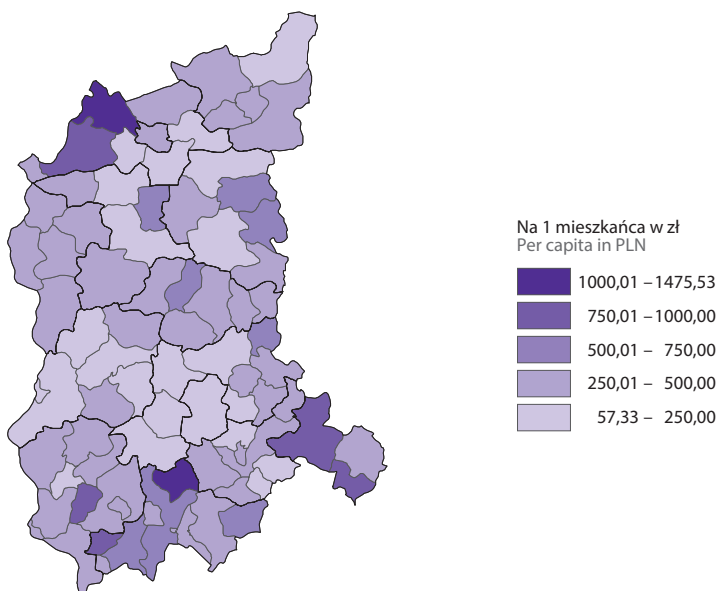 Na 1 mieszkańca w zł
Per capita in PLN
1000,01 – 1475,53
750,01 – 1000,00
500,01 – 750,00
250,01 – 500,00
57,33 – 250,00